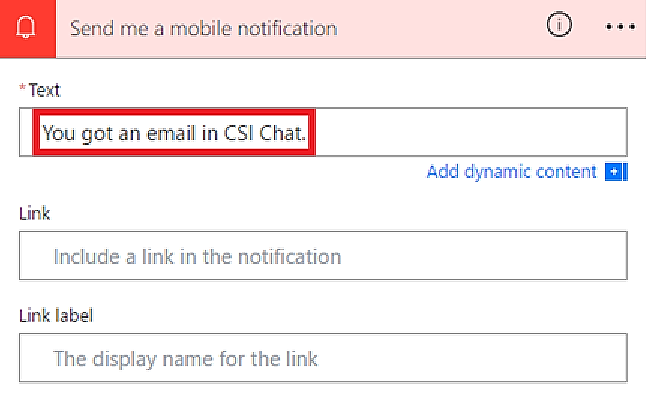 Send me a mobile notification
*Text
You got an email in CSI Chat.
Add dynamic content
Link
Include a link in the notification
Link label
The display name for the link